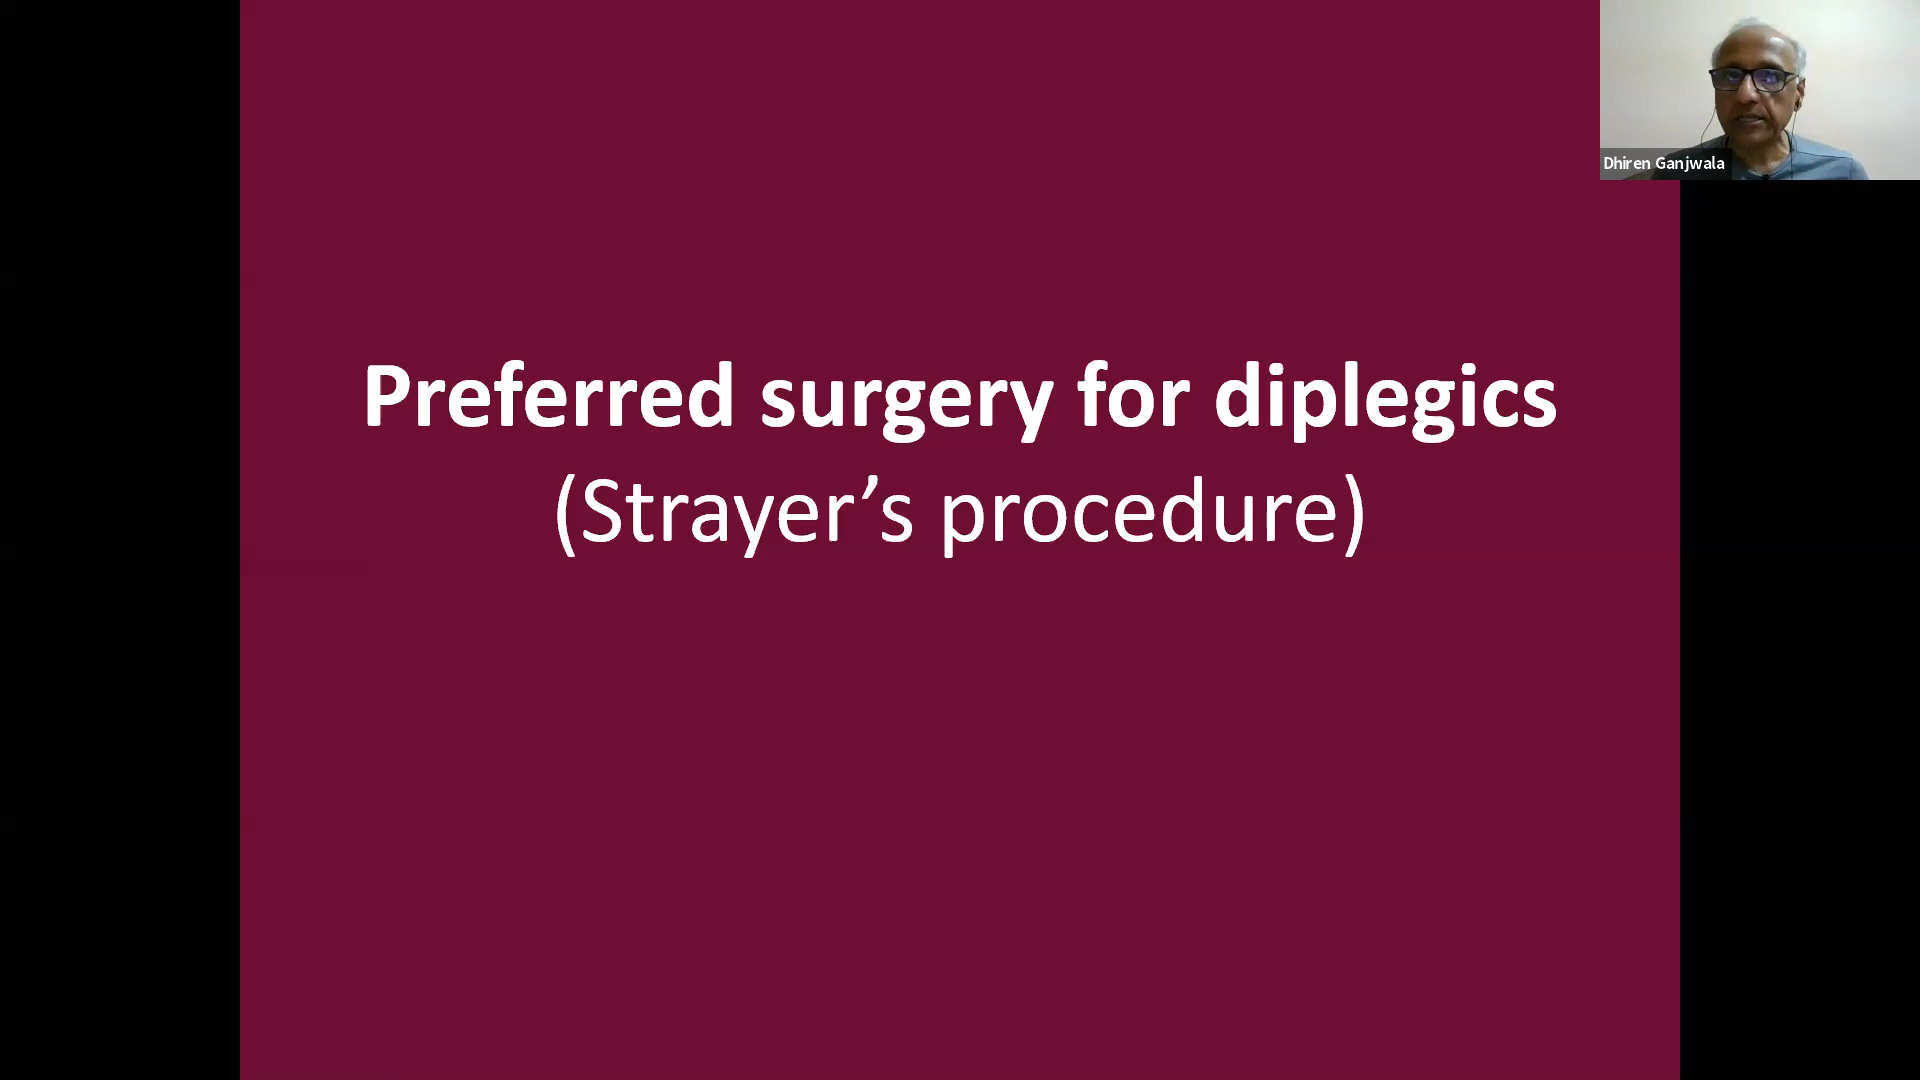 Dhiren Ganjwala
Preferred surgery for diplegics
(Strayer’s procedure)